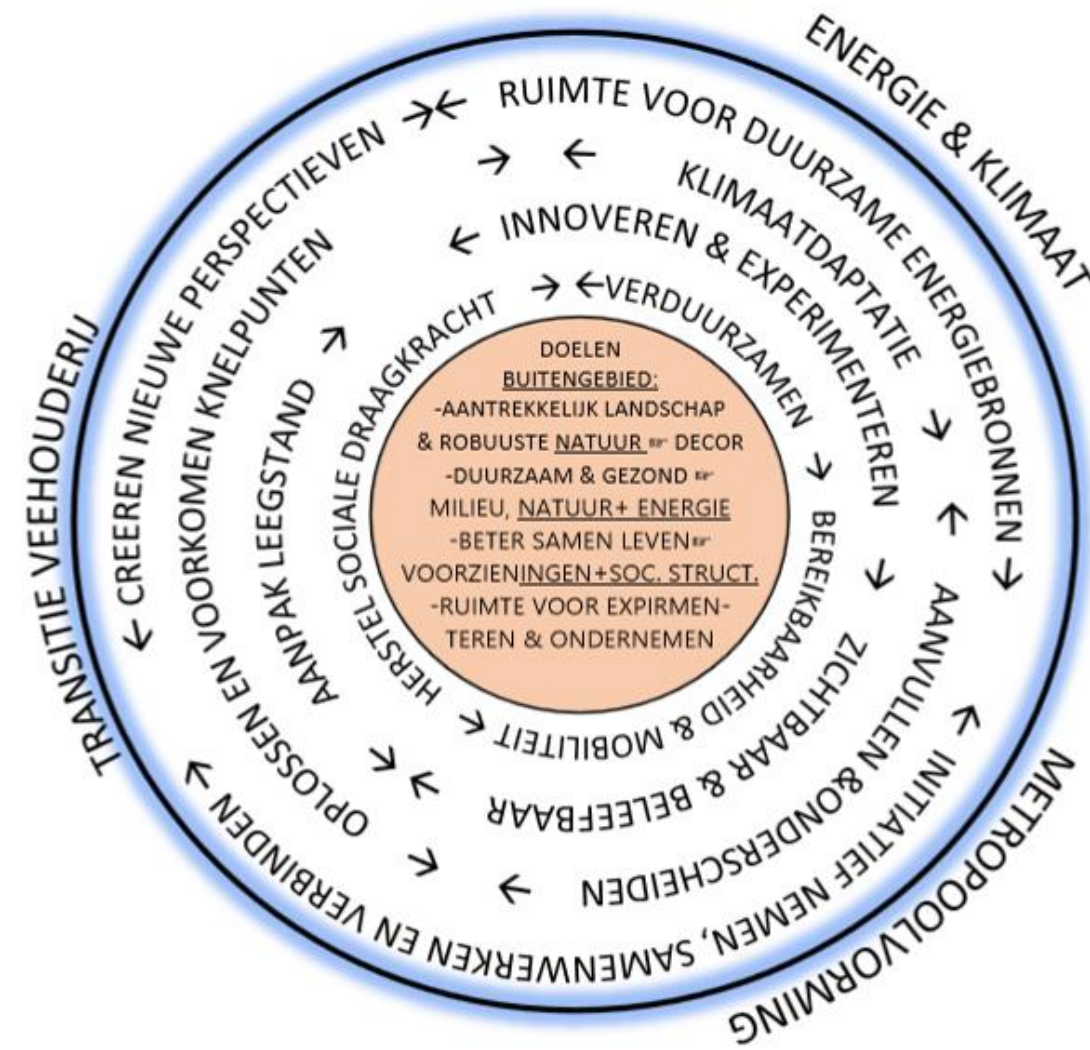 ENERGIE & KLIMAAT
METROPOOLVORMING
TRANSITIE VEEHOUDERIJ
RUIMTE VOOR DUURZAME ENERGIEBRONNEN
KLIMAATDAPTATIE
INNOVEREN & EXPERIMENTEREN
VERDUURZAMEN
INITIATIEF NEMEN, SAMENWENKEN EN VERBINDEN
AANVULLEN &ONDERSCHEIDEN
ZICHTBAAR & BELEEFBAAR
BEREIKBAARHEID & MOBILITEIT
CREEEREN NIEUWE PERSPECTIEVEN
OPLOSSEN EN VOORKOMEN KNELPUNTEN
AANPAK LEEGSTAND
HERSTEL SOCIALE DRAAGKRACHT
DOELEN
BUITENGEBIED:
-AANTREKKELIJK LANDSCHAP
& ROBUUSTE NATUUR DECOR
-DUURZAAM & GEZOND
MILIEU, NATUUR+ ENERGIE
-BETER SAMEN LEVEN
VOORZIENINGEN+SOC. STRUCT.
-RUIMTE VOOR EXPIRMEN-
TEREN & ONDERNEMEN